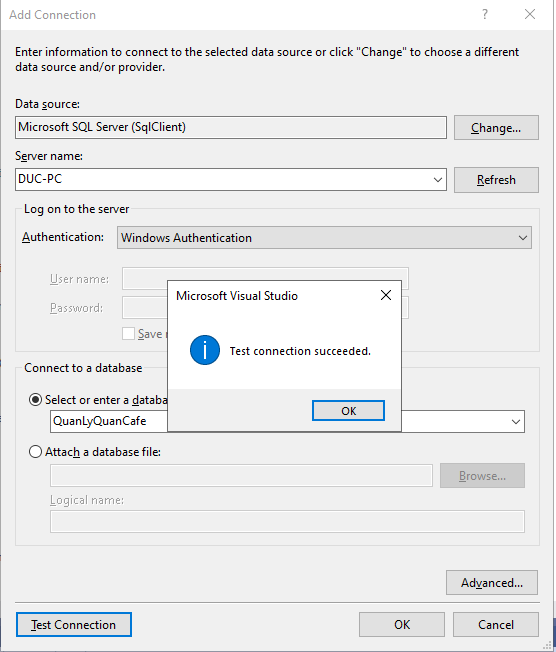 Add Connection
Enter information to connect to the selected data source or click "Change" to choose a different
data source and/or provider.
Data source:
Microsoft SQL Server (SqlClient)
Change...
Server name:
DUC-PC
Refresh
Log on to the server
Authentication:
Windows Authentication
User name:
Password:
Save
Microsoft Visual Studio
Test connection succeeded.
OK
Connect to a database
Select or enter a
QuanLyQuanCafe
Attach a database file:
Browse...
Logical name:
Advanced...
Test Connection
OK
Cancel